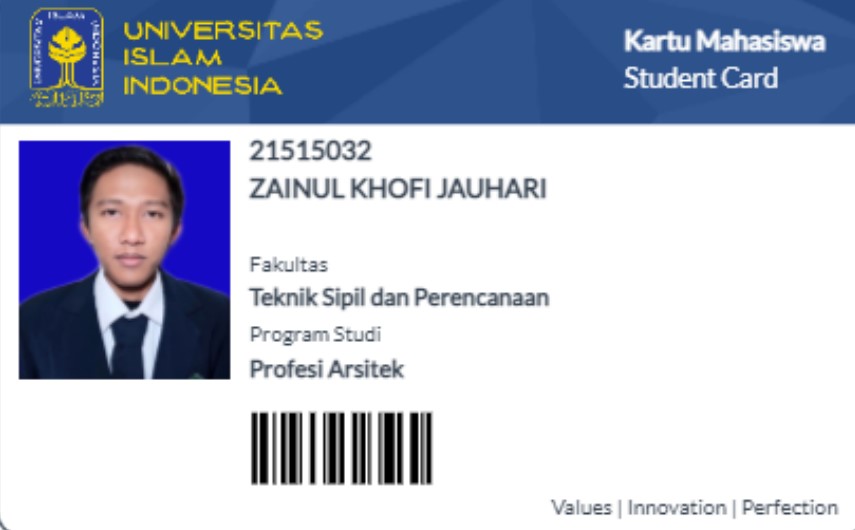 UNIVERSITAS
ISLAM
INDONESIA
Kartu Mahasiswa
Student Card
21515032
ZAINUL KHOFI JAUHARI
Fakultas
Teknik Sipil dan Perencanaan
Program Studi
Profesi Arsitek
Values | Innovation | Perfection